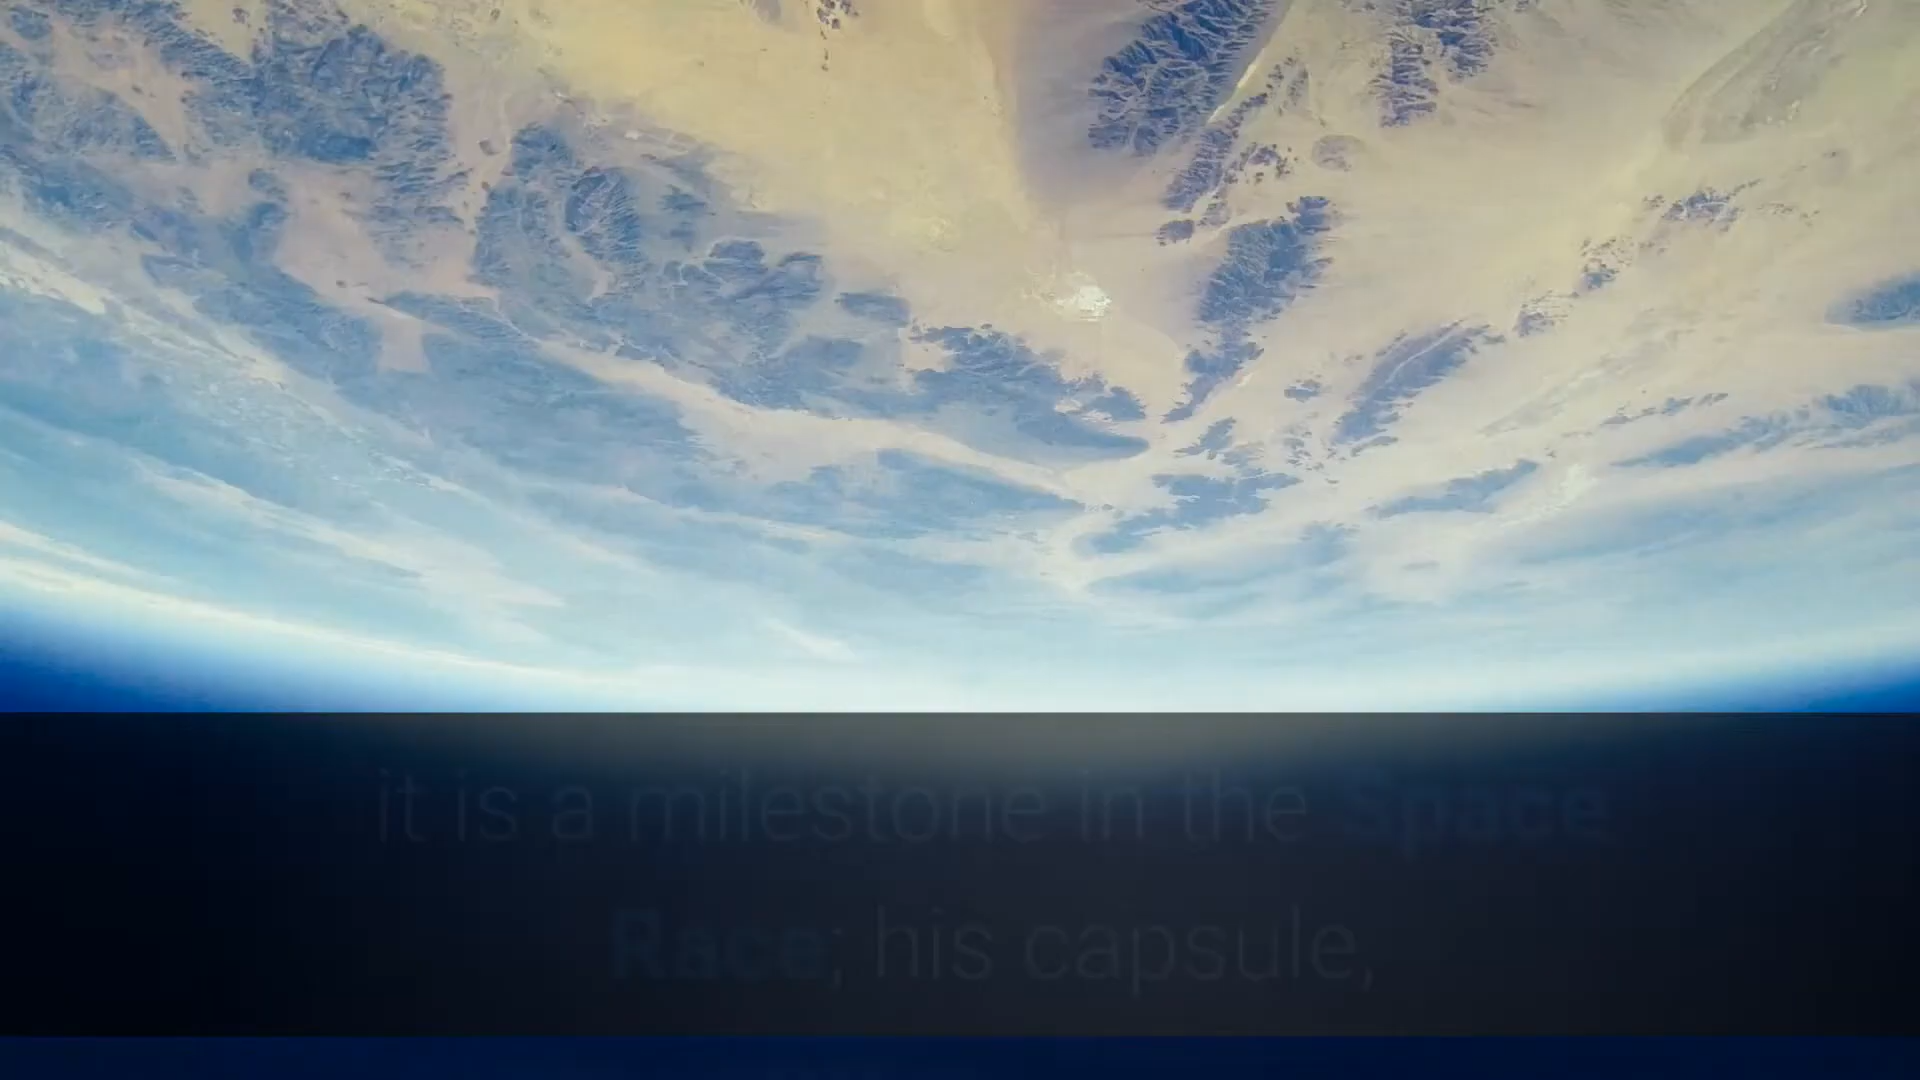 it is a milestone in the Space
Race; his capsule,